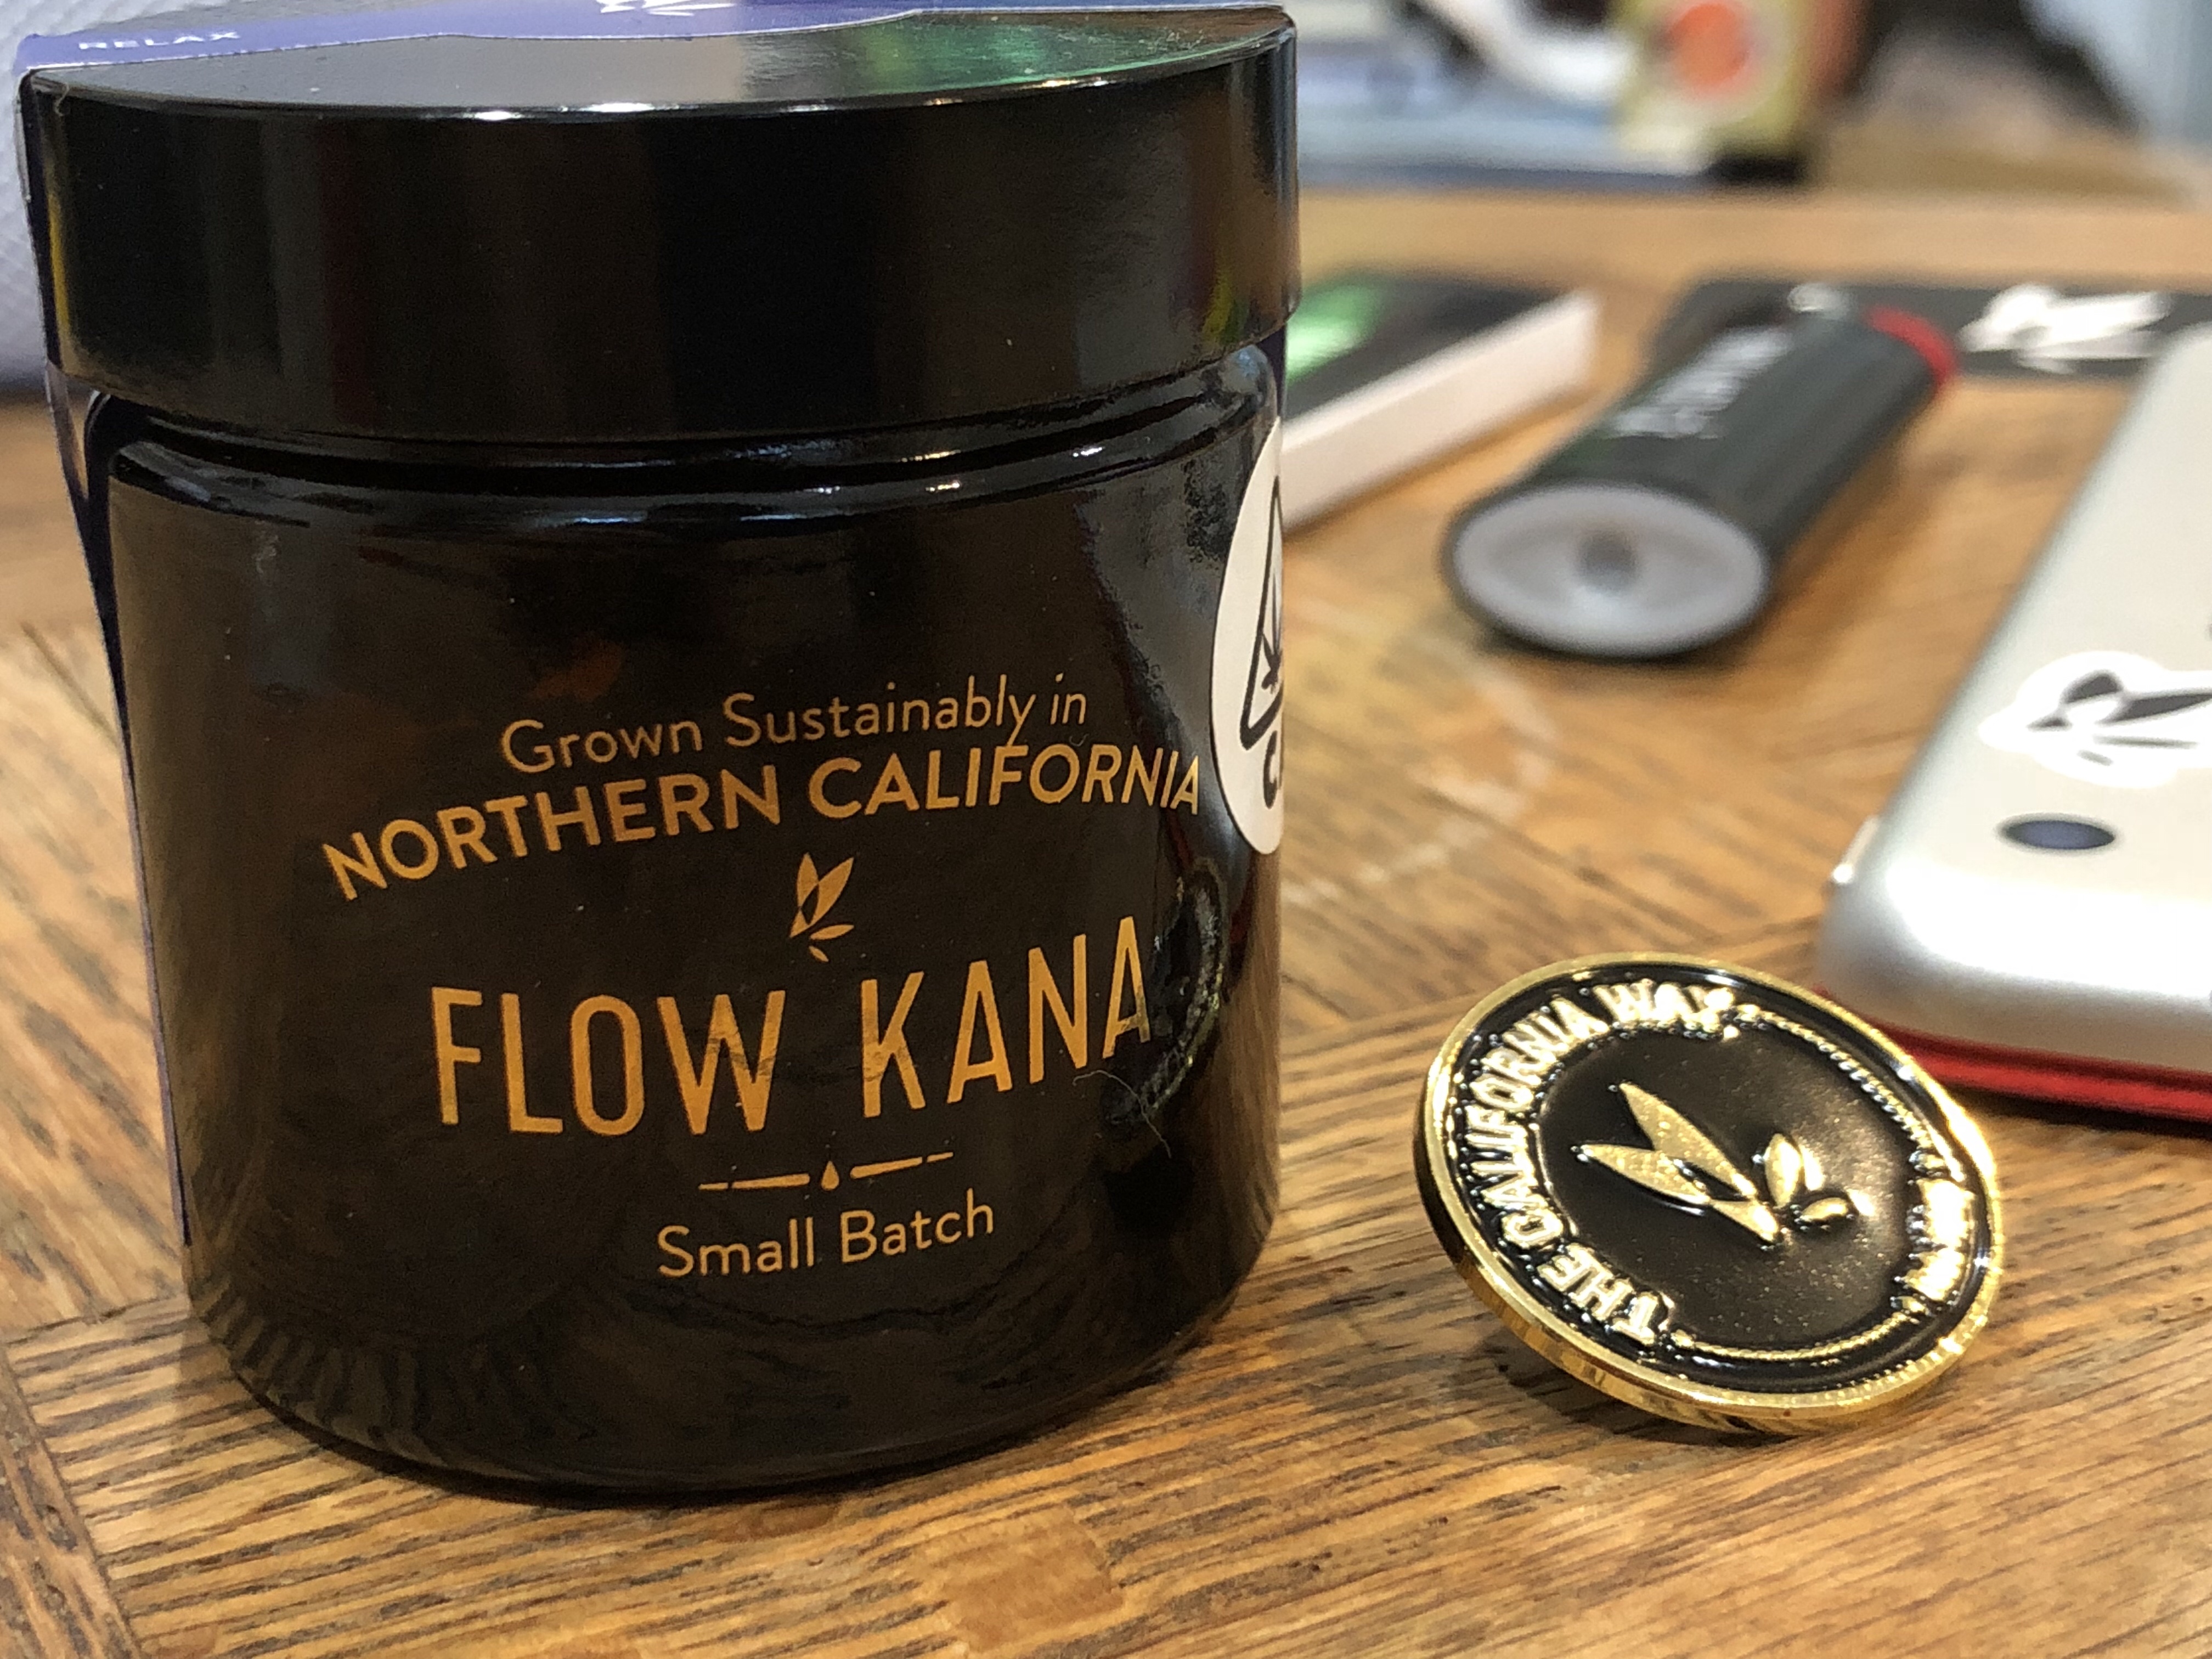 RELAX
Grown Sustainably in
NORTHERN CALIFORNIA
FLOW KANA
Small Batch
THE CALIFORNIA WAY